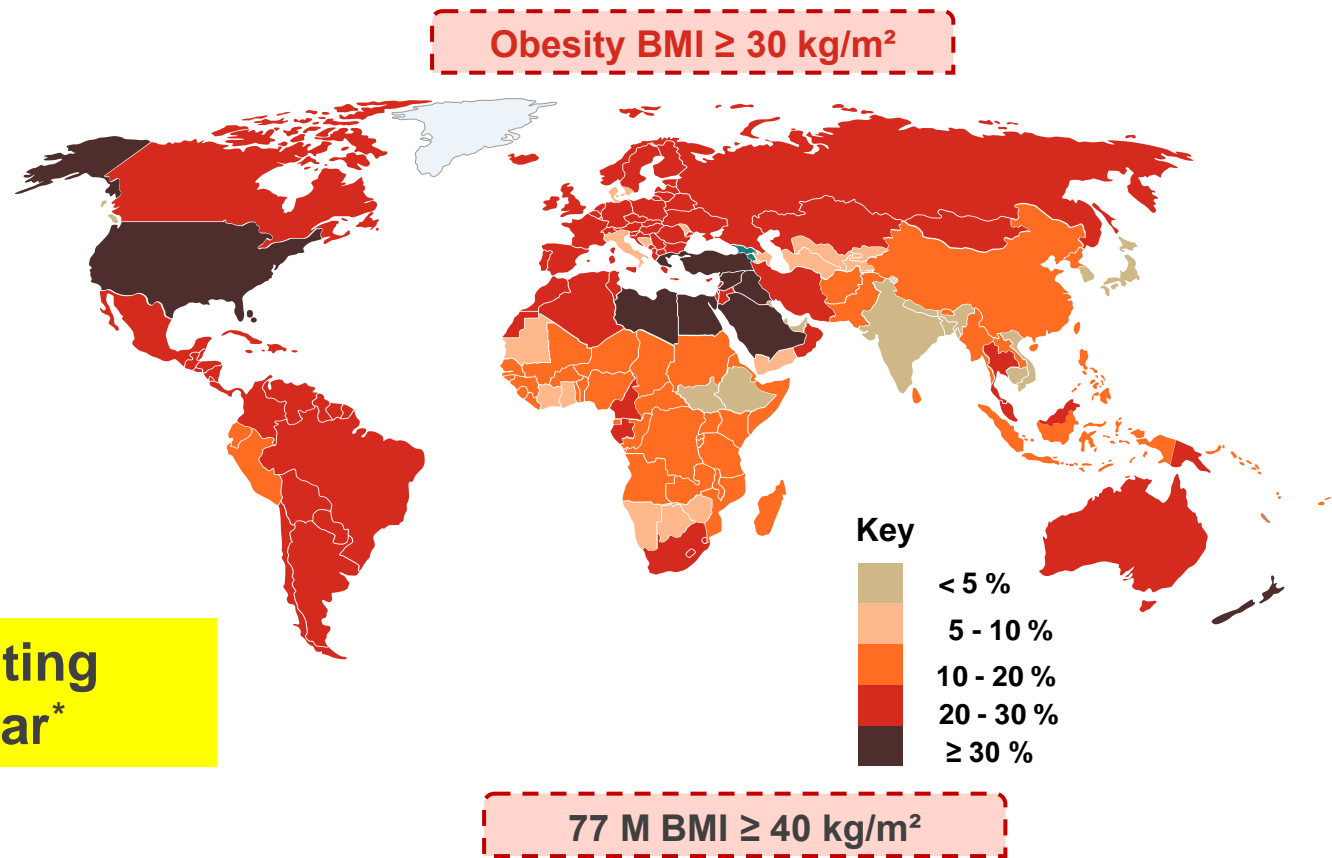 Obesity BMI ≥ 30 kg/m²
Key
< 5 %
5 - 10 %
10 - 20 %
20 - 30 %
≥ 30 %
ting
ar*
77 M BMI ≥ 40 kg/m²